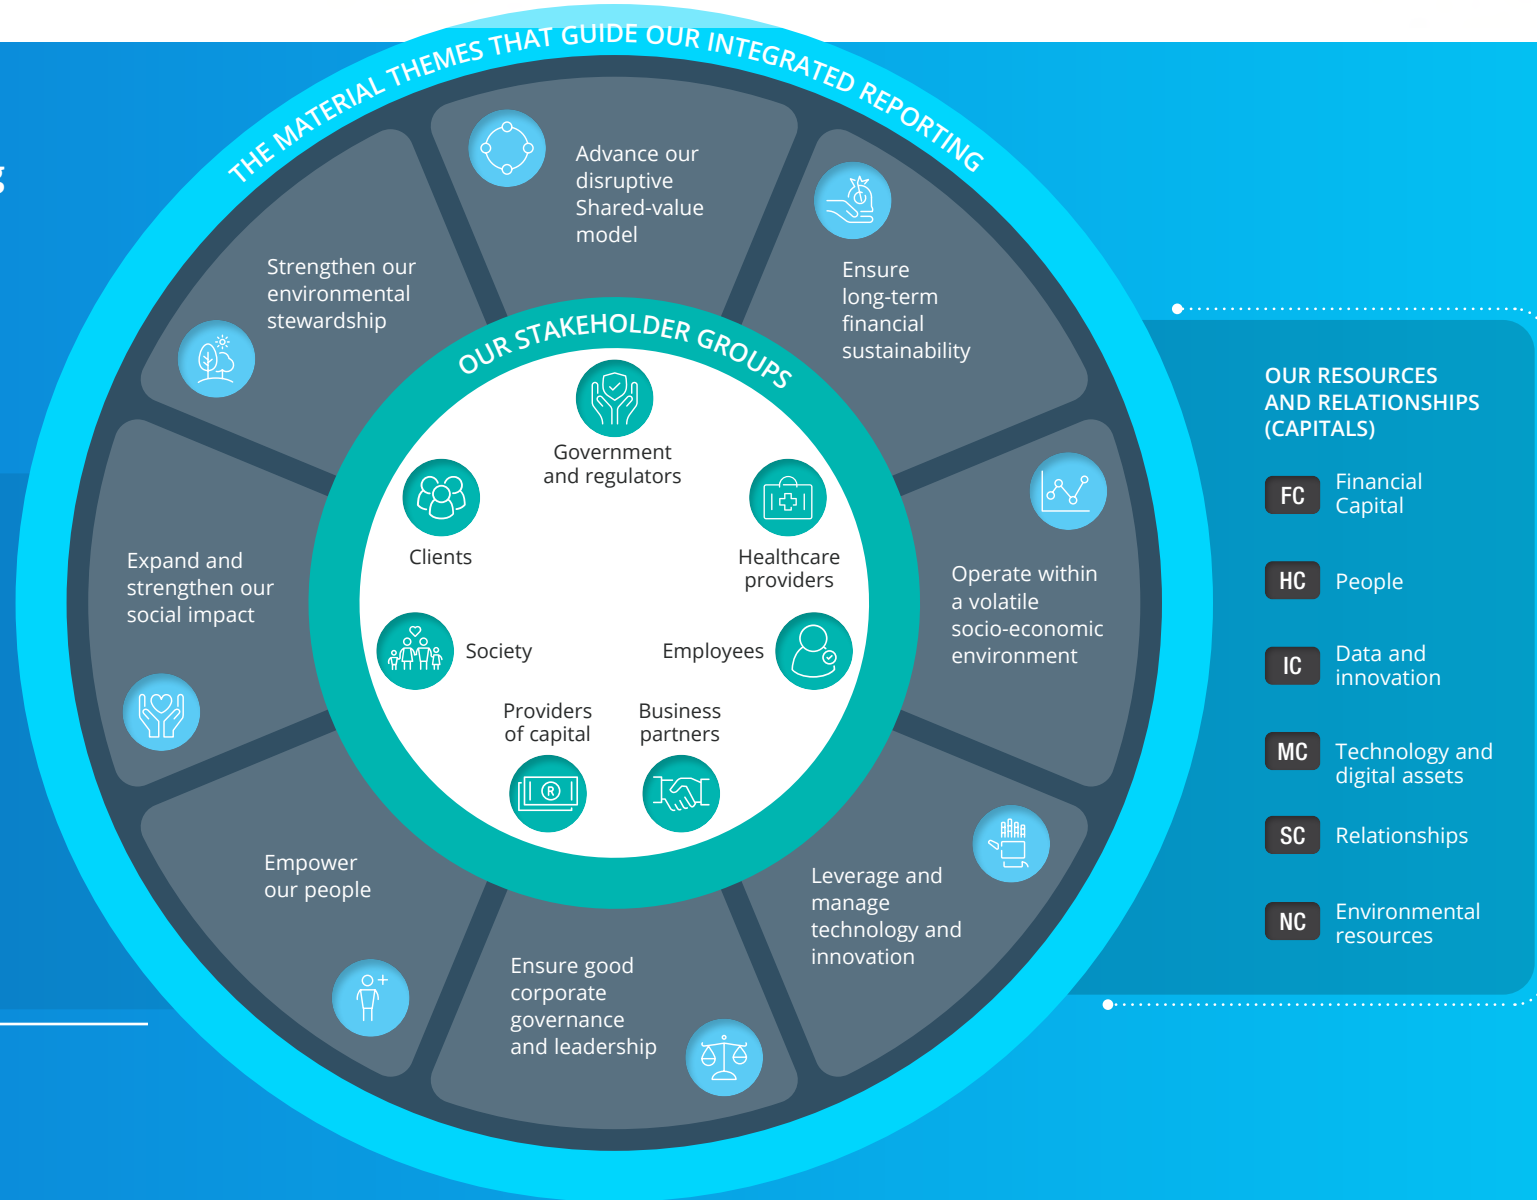 THE MATERIAL THEMES THAT GUIDE OUR INTEGRATED REPORTING
g
Advance our
disruptive
Shared-value
model
Ensure
long-term
financial
sustainability
Operate within
a volatile
socio-economic
environment
Leverage and
manage
technology and
innovation
Ensure good
corporate
governance
and leadership
Empower
our people
Expand and
strengthen our
social impact
Strengthen our
environmental
stewardship
OUR STAKEHOLDER GROUPS
Government
and regulators
Healthcare
providers
Employees
Business
partners
Providers
of capital
R
Society
Clients
OUR RESOURCES
AND RELATIONSHIPS
(CAPITALS)
FC Financial
Capital
HC People
IC Data and
innovation
MC Technology and
digital assets
SC Relationships
NC Environmental
resources